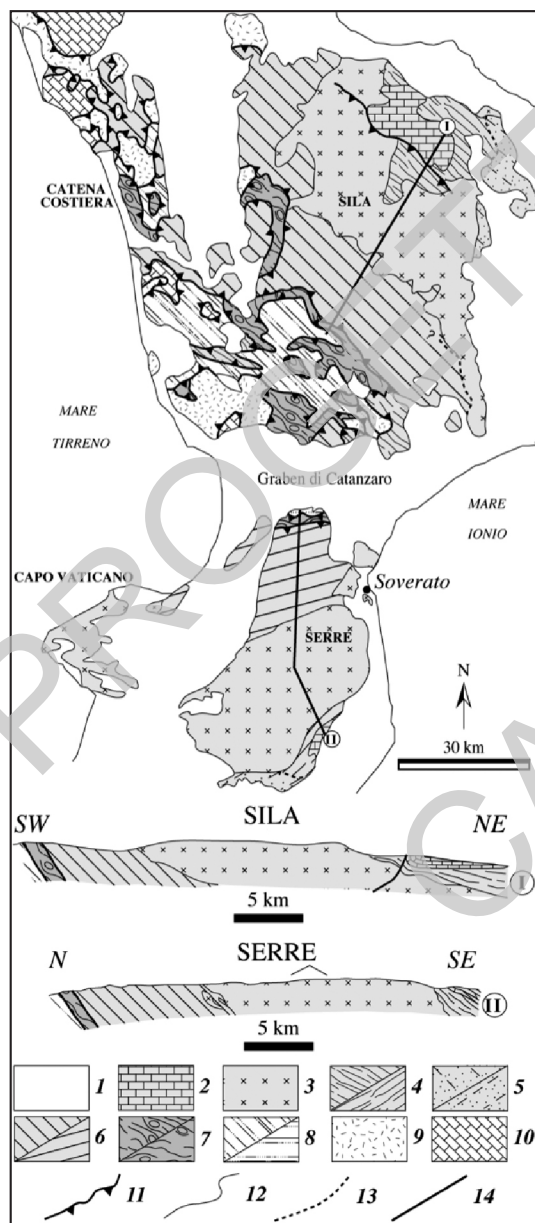 I
CATENA
COSTIERA
SILA
MARE
TIRRENO
Graben di Catanzaro
MARE
IONIO
CAPO VATICANO
Soverato
SERRE
N
II
30 km
SILA
SW
NE
I
5 km
SERRE
N
SE
II
5 km
1 2 3 4 5
6 7 8 9 10
11 12 13 14